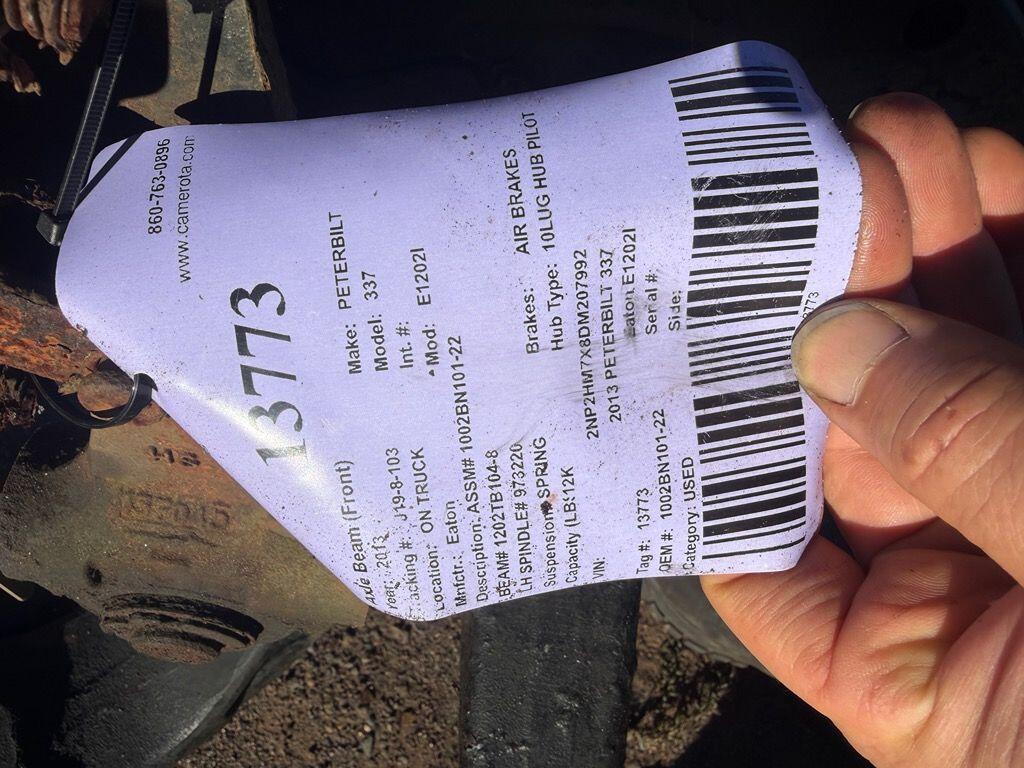 860-763-0896
www.camerota.com
13773
Axle Beam (Front)
Year: 2013 Make: PETERBILT
acking #: J19-8-103 Model: 337
Location: ON TRUCK Int. #:
Mnfctr.: Eaton Mod: E1202I
Description: ASSM# 1002BN101-22
BEAM# 1202TB104-8
LH SPINDLE# 973220 Brakes: AIR BRAKES
Suspension: SPRING Hub Type: 10LUG HUB PILOT
Capacity (LBS: 12K
VIN: 2NP2HM7X8DM207992
2013 PETERBILT 337
Eaton E1202I
Tag #: 13773 Serial #:
OEM #: 1002BN101-22 Side:
Category: USED
13773